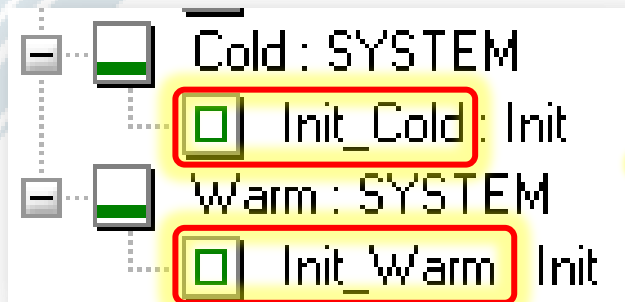 Cold : SYSTEM
Init_Cold : Init
Warm : SYSTEM
Init_Warm Init